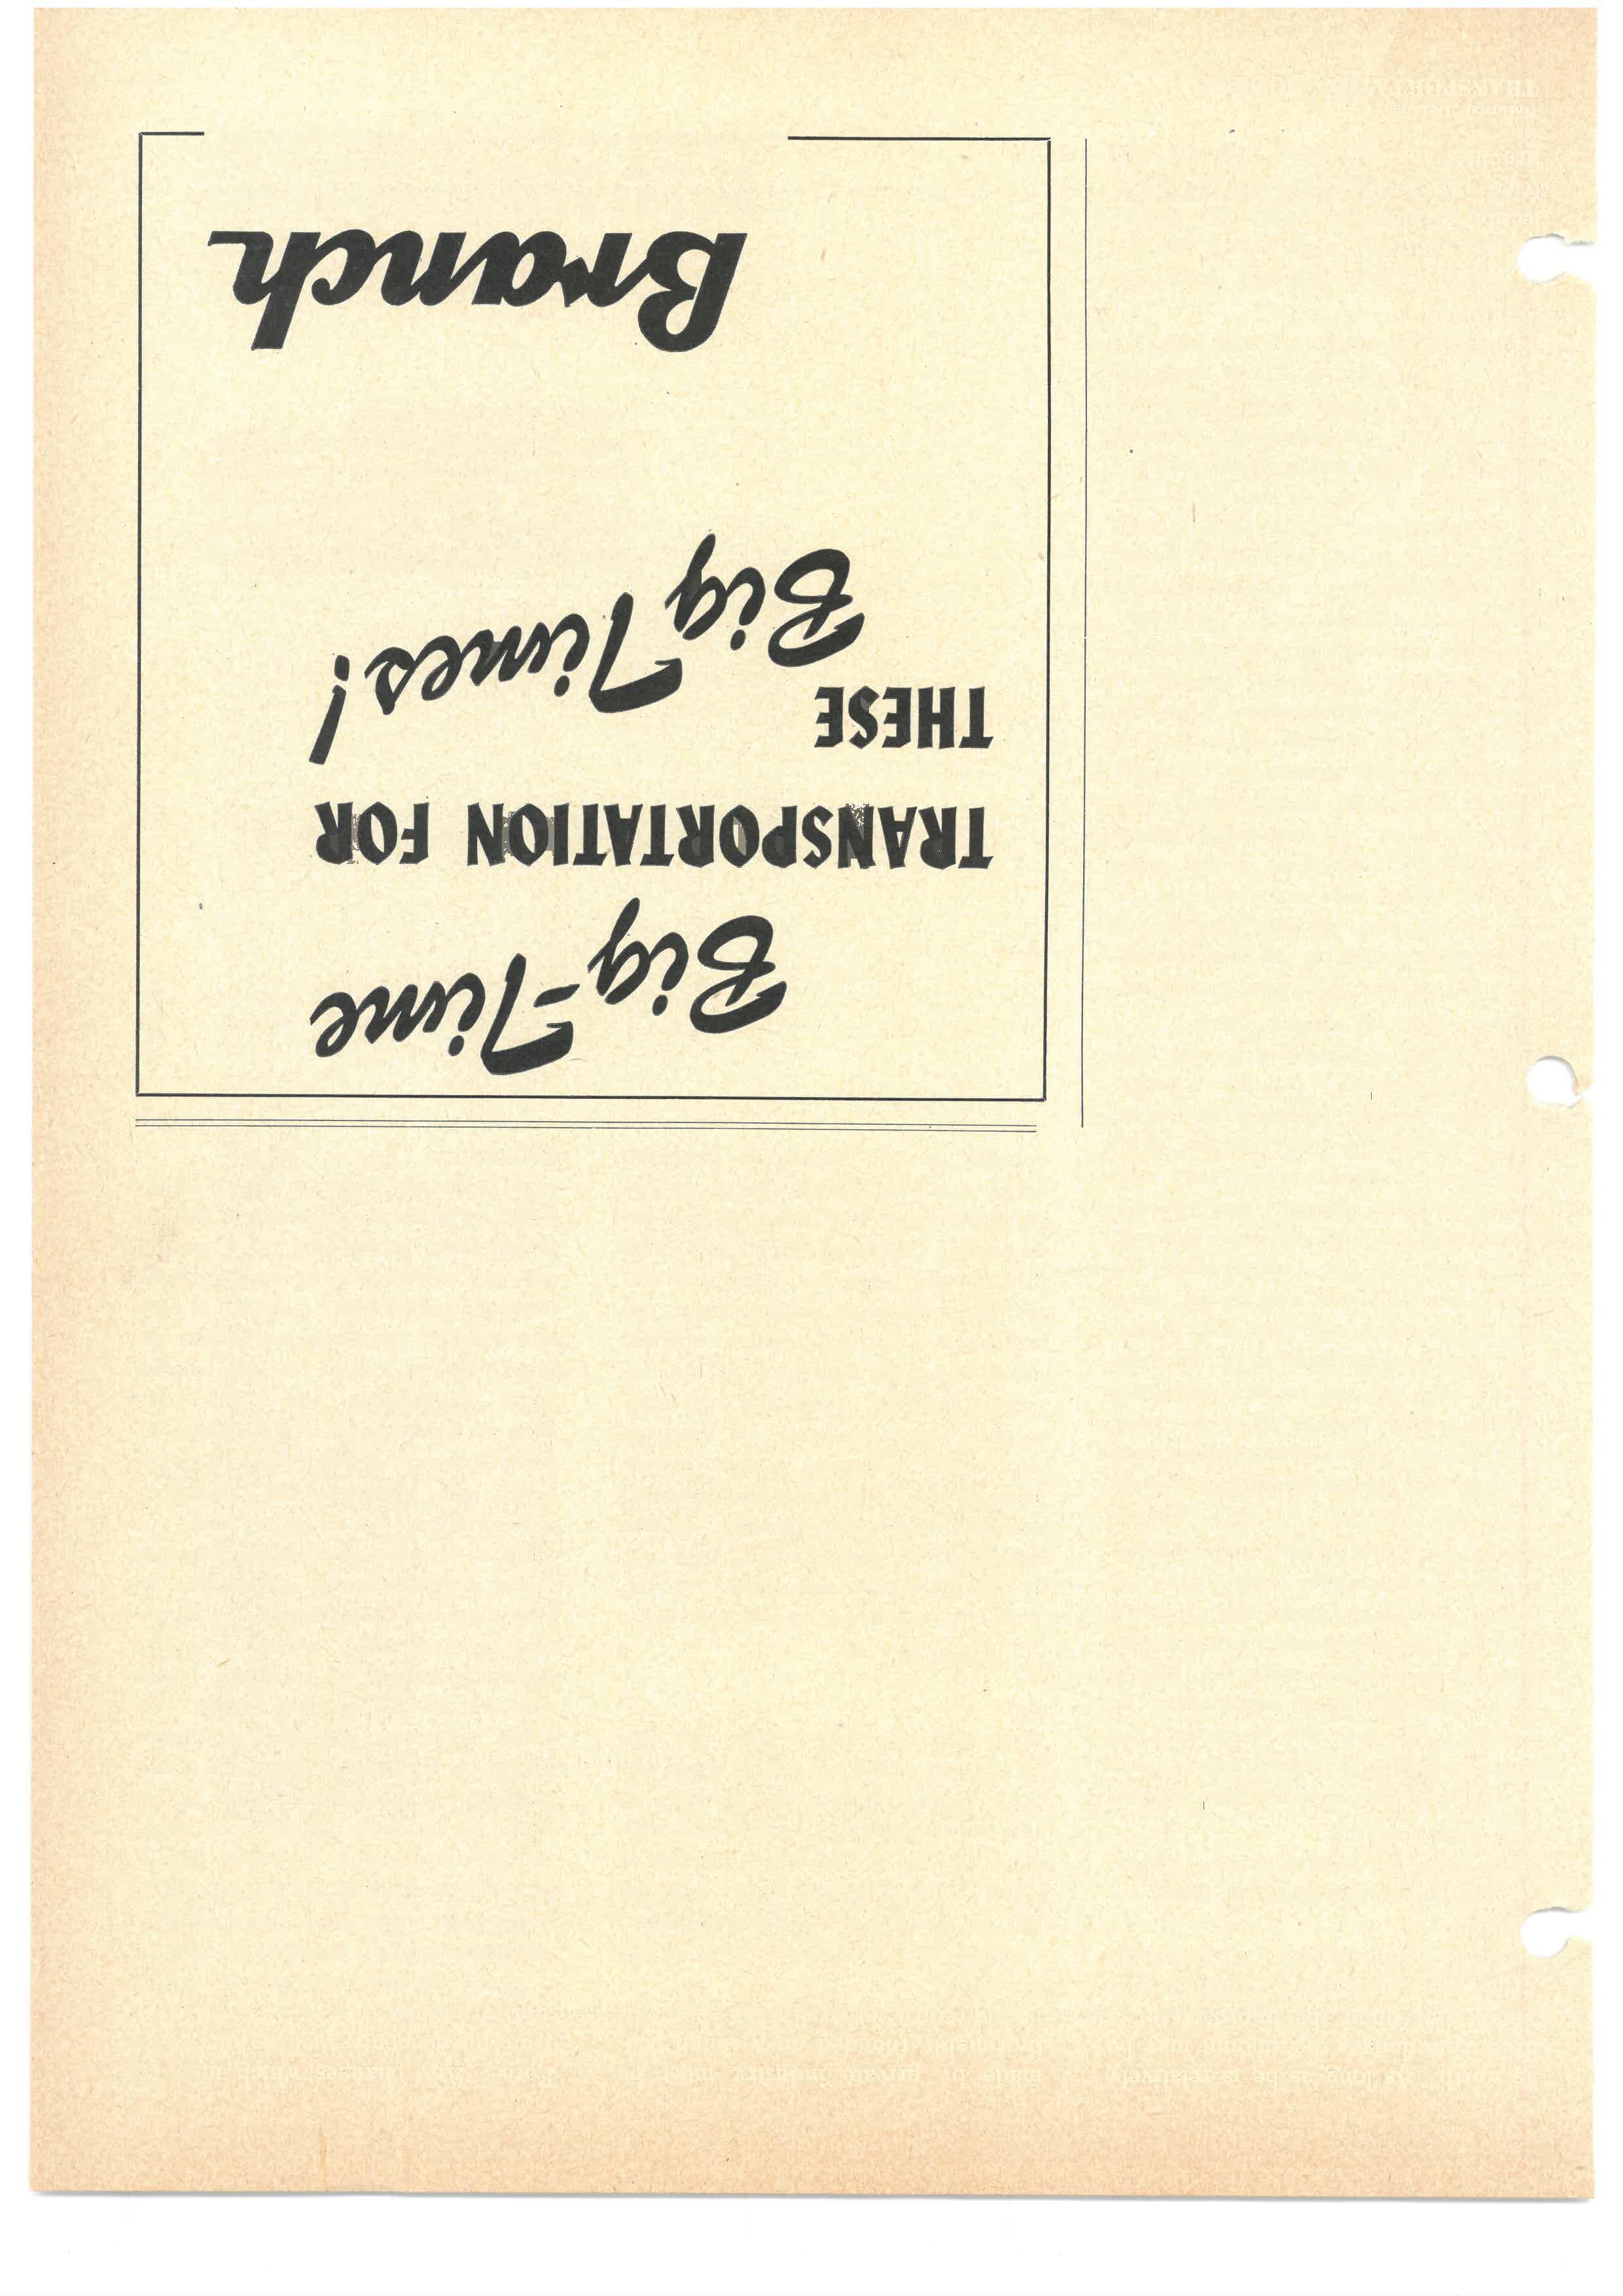 Big-Time
TRANSPORTATION FOR
THESE
Big Times!
Branch